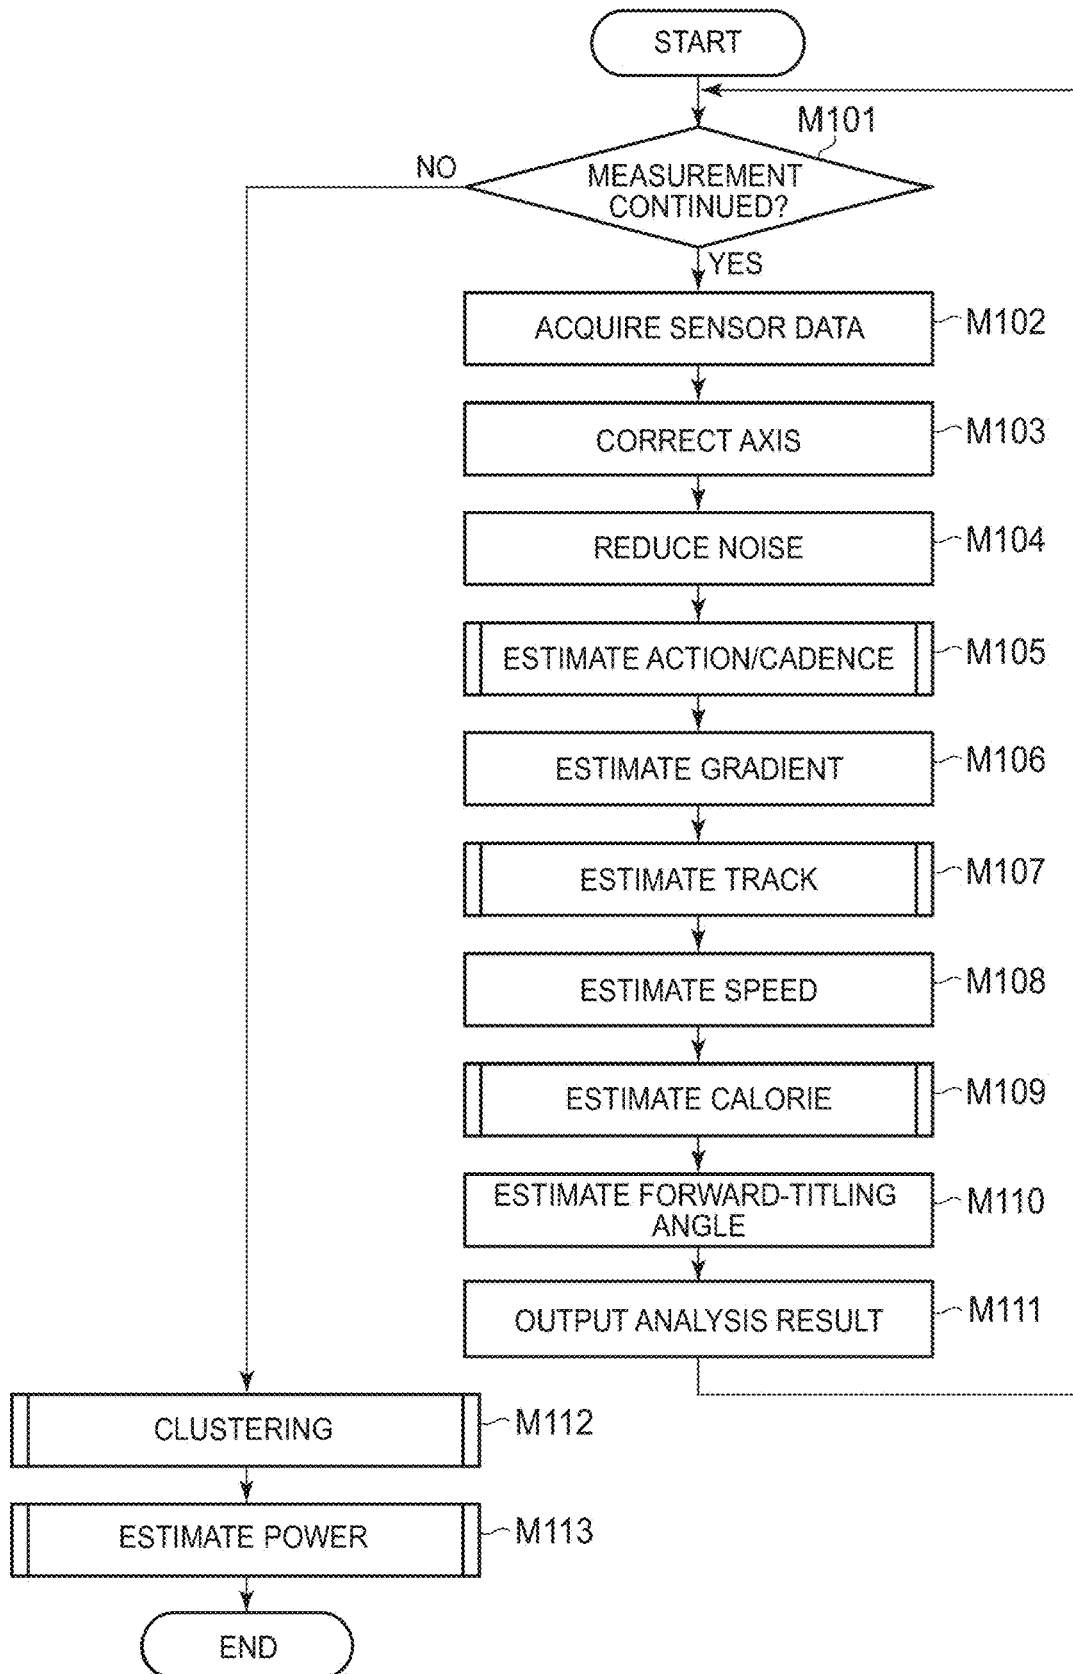 START
M101
NO
MEASUREMENT
CONTINUED?
YES
ACQUIRE SENSOR DATA
M102
CORRECT AXIS
M103
REDUCE NOISE
M104
ESTIMATE ACTION/CADENCE
M105
ESTIMATE GRADIENT
M106
ESTIMATE TRACK
M107
ESTIMATE SPEED
M108
ESTIMATE CALORIE
M109
ESTIMATE FORWARD-TITLING
ANGLE
M110
OUTPUT ANALYSIS RESULT
M111
CLUSTERING
M112
ESTIMATE POWER
M113
END